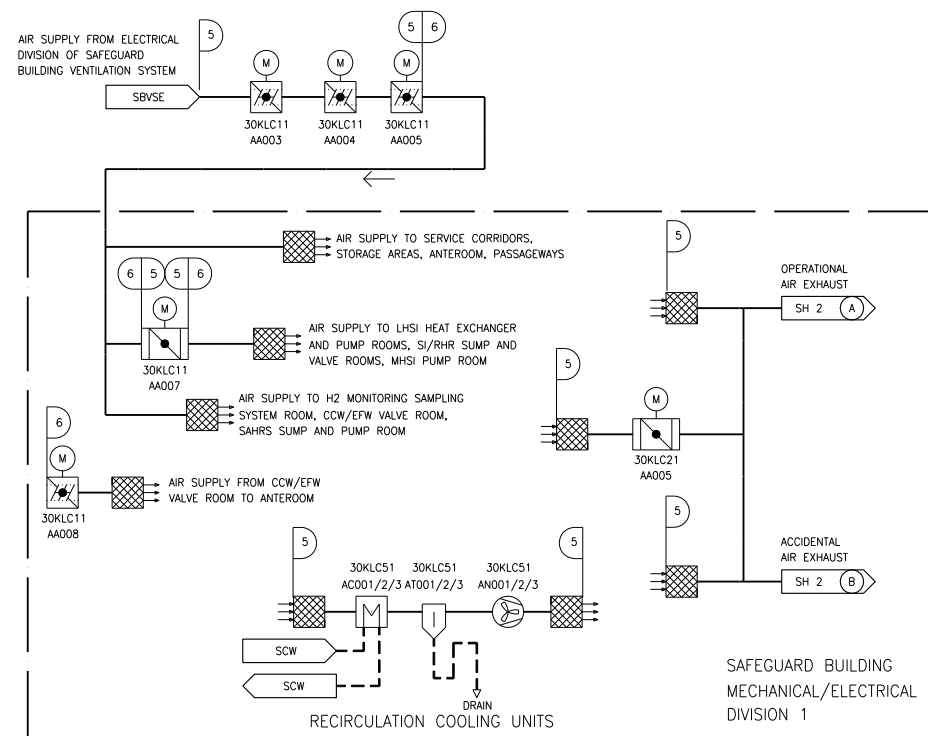 5
5 6
AIR SUPPLY FROM ELECTRICAL
DIVISION OF SAFEGUARD
BUILDING VENTILATION SYSTEM
M
M
M
SBVSE
30KLC11
AA003
30KLC11
AA004
30KLC11
AA005
AIR SUPPLY TO SERVICE CORRIDORS,
STORAGE AREAS, ANTEROOM, PASSAGEWAYS
5
OPERATIONAL
AIR EXHAUST
SH 2 A
6 5 5 6
M
30KLC11
AA007
AIR SUPPLY TO LHSI HEAT EXCHANGER
AND PUMP ROOMS, SI/RHR SUMP AND
VALVE ROOMS, MHSI PUMP ROOM
5
M
30KLC21
AA005
AIR SUPPLY TO H2 MONITORING SAMPLING
SYSTEM ROOM, CCW/EFW VALVE ROOM,
SAHRS SUMP AND PUMP ROOM
6
M
30KLC11
AA008
AIR SUPPLY FROM CCW/EFW
VALVE ROOM TO ANTEROOM
5
ACCIDENTAL
AIR EXHAUST
SH 2 B
5
30KLC51
AC001/2/3
30KLC51
AT001/2/3
30KLC51
AN001/2/3
5
SCW
SCW
DRAIN
RECIRCULATION COOLING UNITS
SAFEGUARD BUILDING
MECHANICAL/ELECTRICAL
DIVISION 1